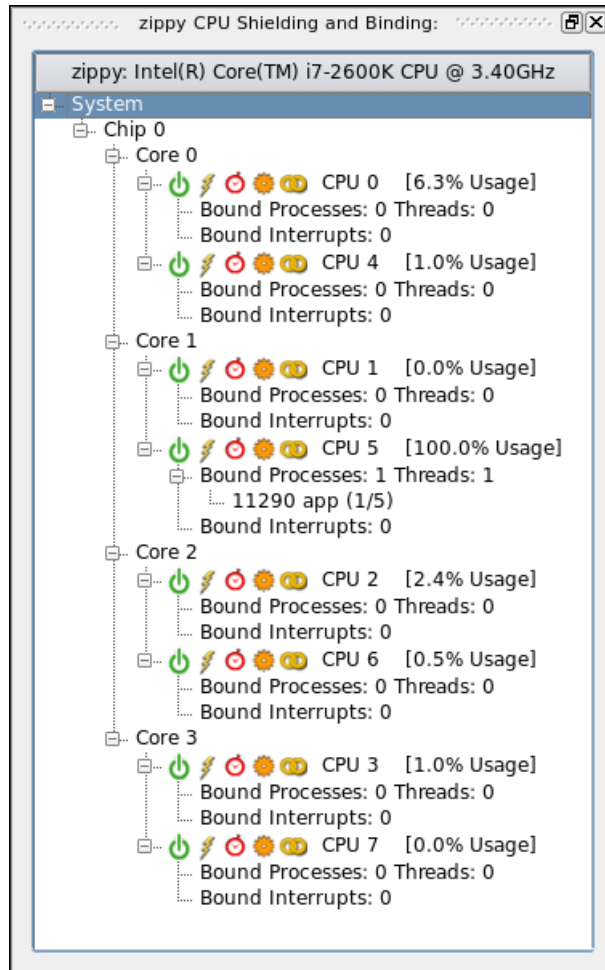 zippy CPU Shielding and Binding:
zippy: Intel(R) Core(TM) i7-2600K CPU @ 3.40GHz
System
Chip 0
Core 0
CPU 0 [6.3% Usage]
Bound Processes: 0 Threads: 0
Bound Interrupts: 0
CPU 4 [1.0% Usage]
Bound Processes: 0 Threads: 0
Bound Interrupts: 0
Core 1
CPU 1 [0.0% Usage]
Bound Processes: 0 Threads: 0
Bound Interrupts: 0
CPU 5 [100.0% Usage]
Bound Processes: 1 Threads: 1
11290 app (1/5)
Bound Interrupts: 0
Core 2
CPU 2 [2.4% Usage]
Bound Processes: 0 Threads: 0
Bound Interrupts: 0
CPU 6 [0.5% Usage]
Bound Processes: 0 Threads: 0
Bound Interrupts: 0
Core 3
CPU 3 [1.0% Usage]
Bound Processes: 0 Threads: 0
Bound Interrupts: 0
CPU 7 [0.0% Usage]
Bound Processes: 0 Threads: 0
Bound Interrupts: 0